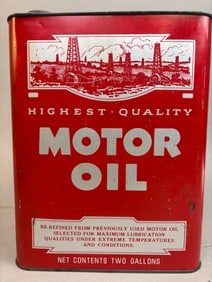 HIGHEST · QUALITY
MOTOR
OIL
RE-REFINED FROM PREVIOUSLY USED MOTOR OIL
SELECTED FOR MAXIMUM LUBRICATION
QUALITIES UNDER EXTREME TEMPERATURES
AND CONDITIONS.
NET CONTENTS TWO GALLONS